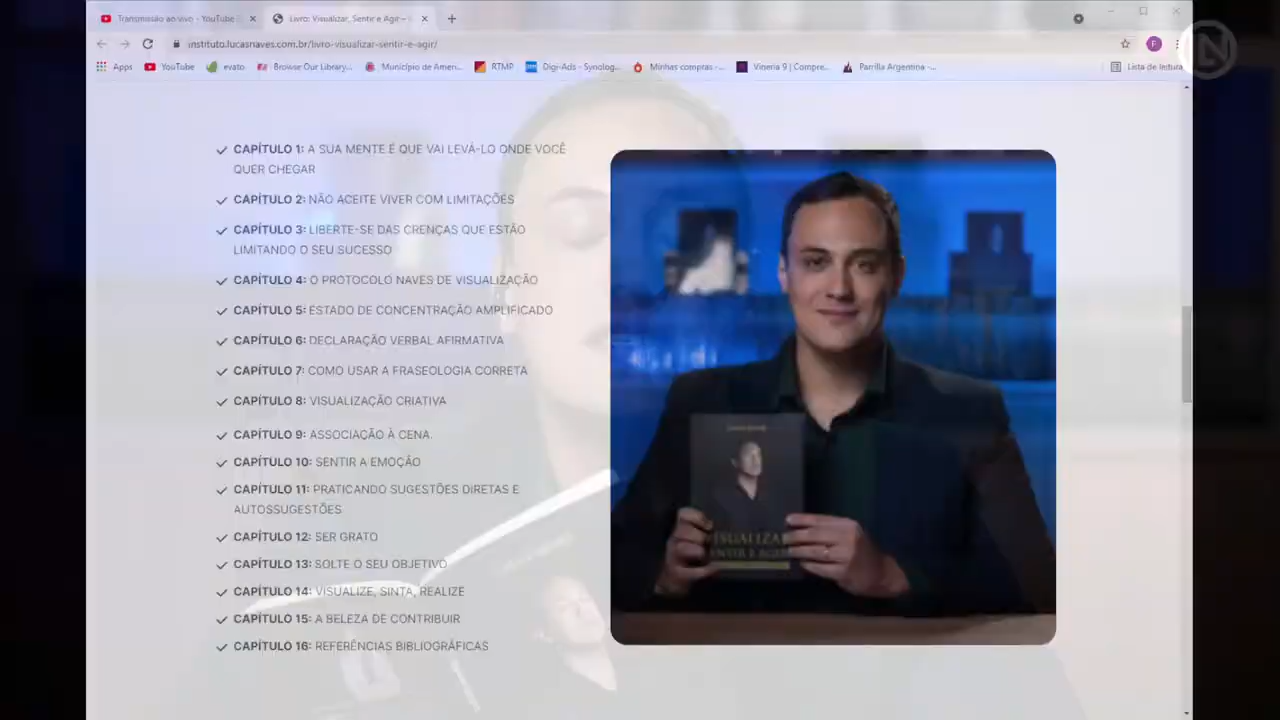 Transmissão ao vivo - YouTube
Livro: Visualizar, Sentir e Agir –
instituto.lucasnaves.com.br/livro-visualizar-sentir-e-agir/
Apps YouTube evato Browse Our Library... Município de Amer... RTMP Digi-Ads - Synolog... Minhas compras -... Vineria 9 | Compre... Parrilla Argentina -... Lista de leitura
CAPÍTULO 1: A SUA MENTE É QUE VAI LEVÁ-LO ONDE VOCÊ
QUER CHEGAR
CAPÍTULO 2: NÃO ACEITE VIVER COM LIMITAÇÕES
CAPÍTULO 3: LIBERTE-SE DAS CRENÇAS QUE ESTÃO
LIMITANDO O SEU SUCESSO
CAPÍTULO 4: O PROTOCOLO NAVES DE VISUALIZAÇÃO
CAPÍTULO 5: ESTADO DE CONCENTRAÇÃO AMPLIFICADO
CAPÍTULO 6: DECLARAÇÃO VERBAL AFIRMATIVA
CAPÍTULO 7: COMO USAR A FRASEOLOGIA CORRETA
CAPÍTULO 8: VISUALIZAÇÃO CRIATIVA
CAPÍTULO 9: ASSOCIAÇÃO À CENA.
CAPÍTULO 10: SENTIR A EMOÇÃO
CAPÍTULO 11: PRATICANDO SUGESTÕES DIRETAS E
AUTOSSUGESTÕES
CAPÍTULO 12: SER GRATO
CAPÍTULO 13: SOLTE O SEU OBJETIVO
CAPÍTULO 14: VISUALIZE, SINTA, REALIZE
CAPÍTULO 15: A BELEZA DE CONTRIBUIR
CAPÍTULO 16: REFERÊNCIAS BIBLIOGRÁFICAS